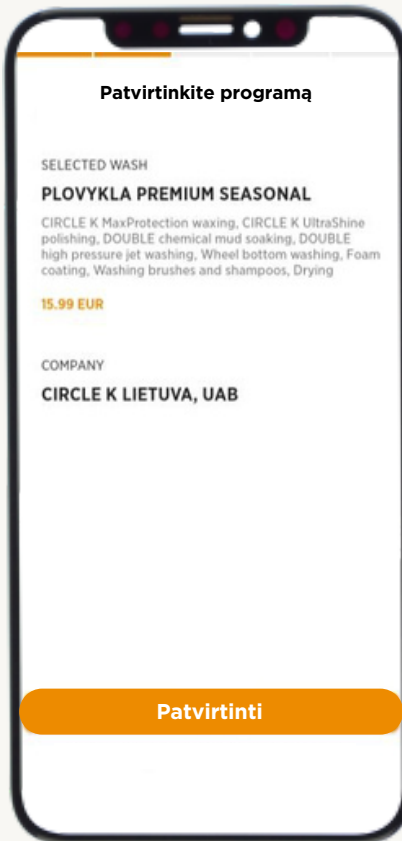 Patvirtinkite programą
SELECTED WASH
PLOVYKLA PREMIUM SEASONAL
CIRCLE K MaxProtection waxing, CIRCLE K UltraShine
polishing, DOUBLE chemical mud soaking, DOUBLE
high pressure jet washing, Wheel bottom washing, Foam
coating, Washing brushes and shampoos, Drying
15.99 EUR
COMPANY
CIRCLE K LIETUVA, UAB
Patvirtinti